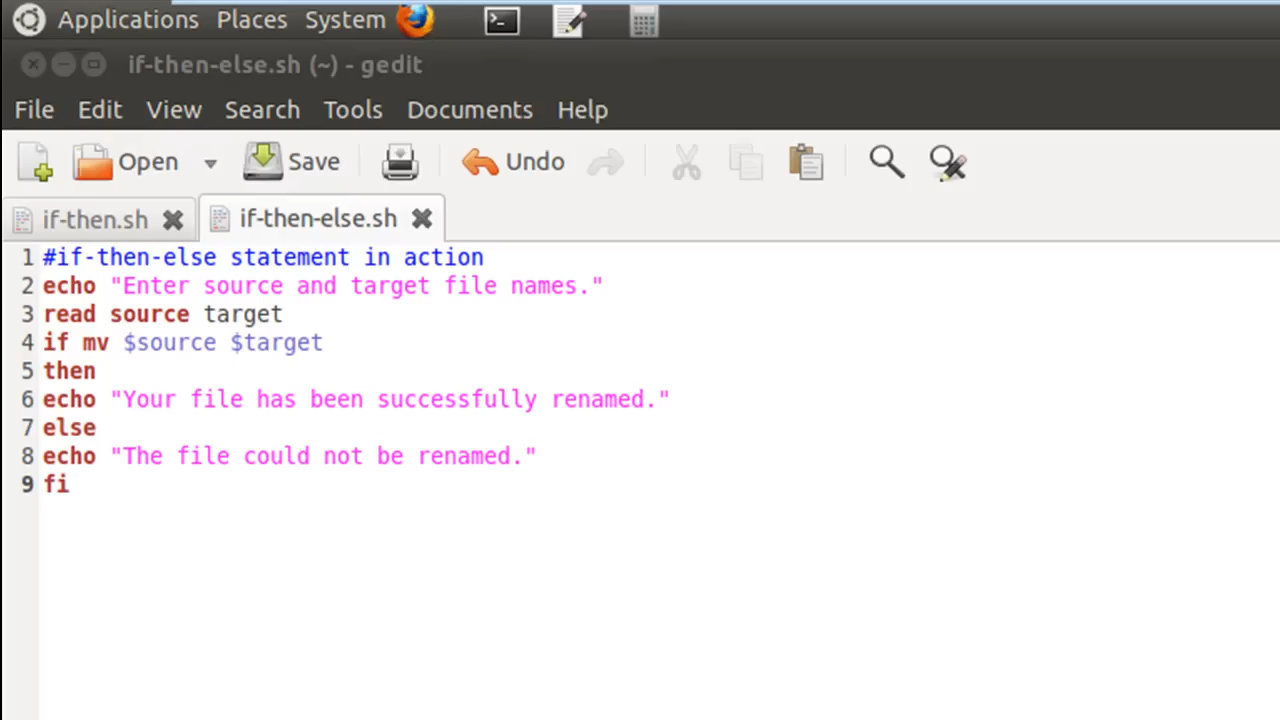 Applications Places System
if-then-else.sh (~) - gedit
File Edit View Search Tools Documents Help
Open Save Undo
if-then.sh if-then-else.sh
1 #if-then-else statement in action
2 echo "Enter source and target file names."
3 read source target
4 if mv $source $target
5 then
6 echo "Your file has been successfully renamed."
7 else
8 echo "The file could not be renamed."
9 fi